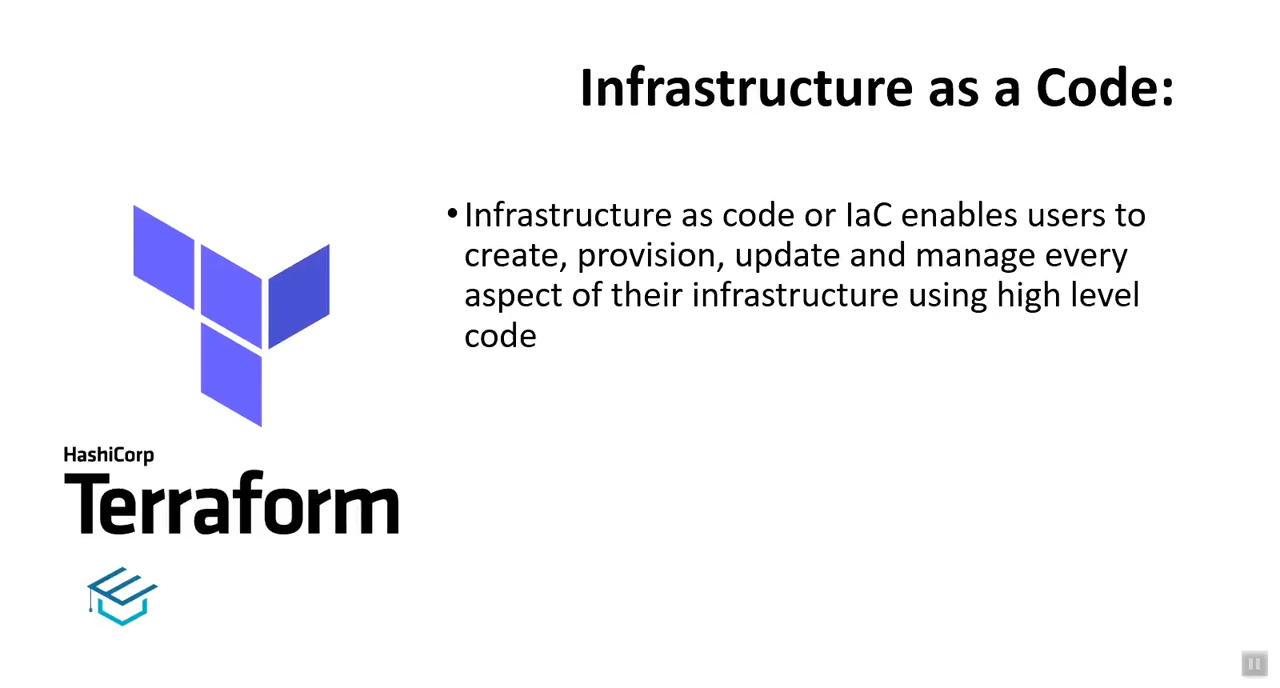 Infrastructure as a Code:
•Infrastructure as code or IaC enables users to
create, provision, update and manage every
aspect of their infrastructure using high level
code
HashiCorp
Terraform